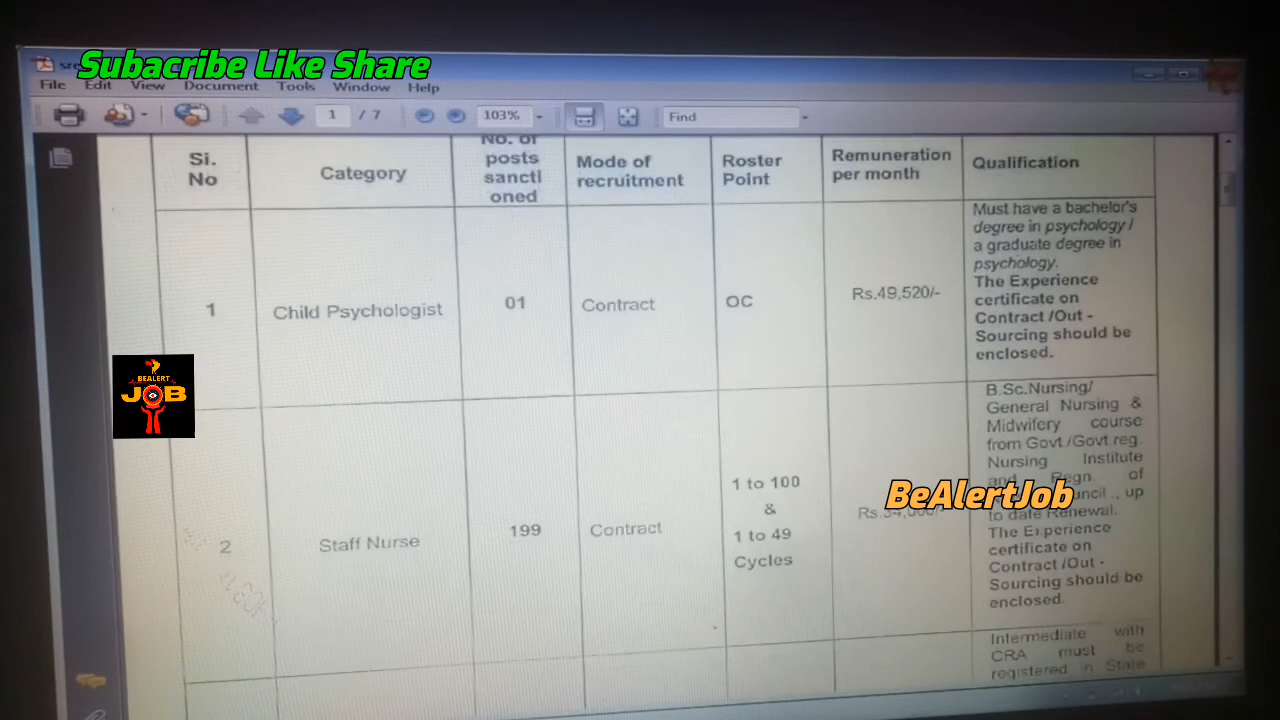 Subacribe Like Share
File Edit View Document Tools Window Help
1 / 7
103%
Find
Si. No
Category
No. of posts sancti oned
Mode of recruitment
Roster Point
Remuneration per month
Qualification
1
Child Psychologist
01
Contract
OC
Rs.49,520/-
Must have a bachelor's
degree in psychology /
a graduate degree in
psychology.
The Experience
certificate on
Contract /Out -
Sourcing should be
enclosed.
BEALERT
JOB
2
Staff Nurse
199
Contract
1 to 100
&
1 to 49
Cycles
BeAlertJob
B.Sc.Nursing/
General Nursing &
Midwifery course
from Govt./Govt.reg.
Nursing Institute
and Regn. of
up
to date Renewal.
The Experience
certificate on
Contract /Out -
Sourcing should be
enclosed.
Intermediate with
CRA must be
registered in State